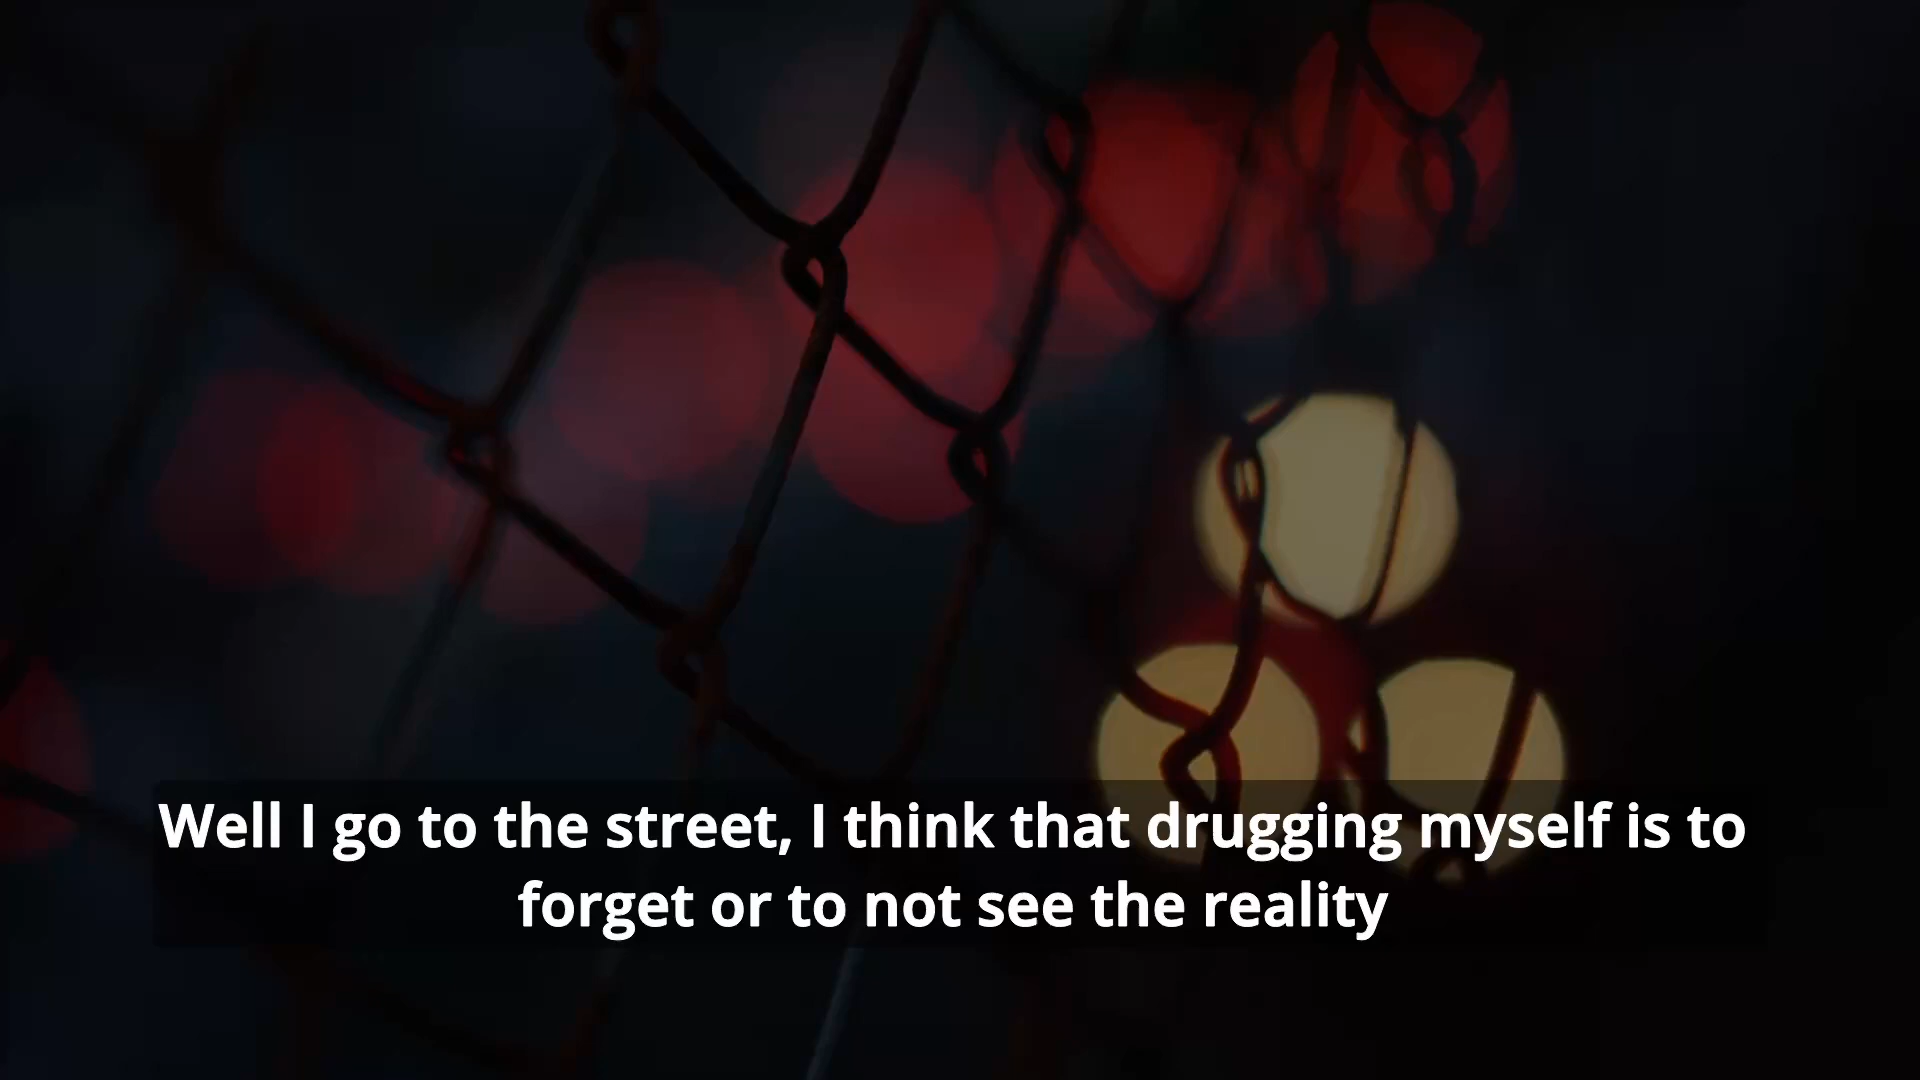 Well I go to the street, I think that drugging myself is to
forget or to not see the reality